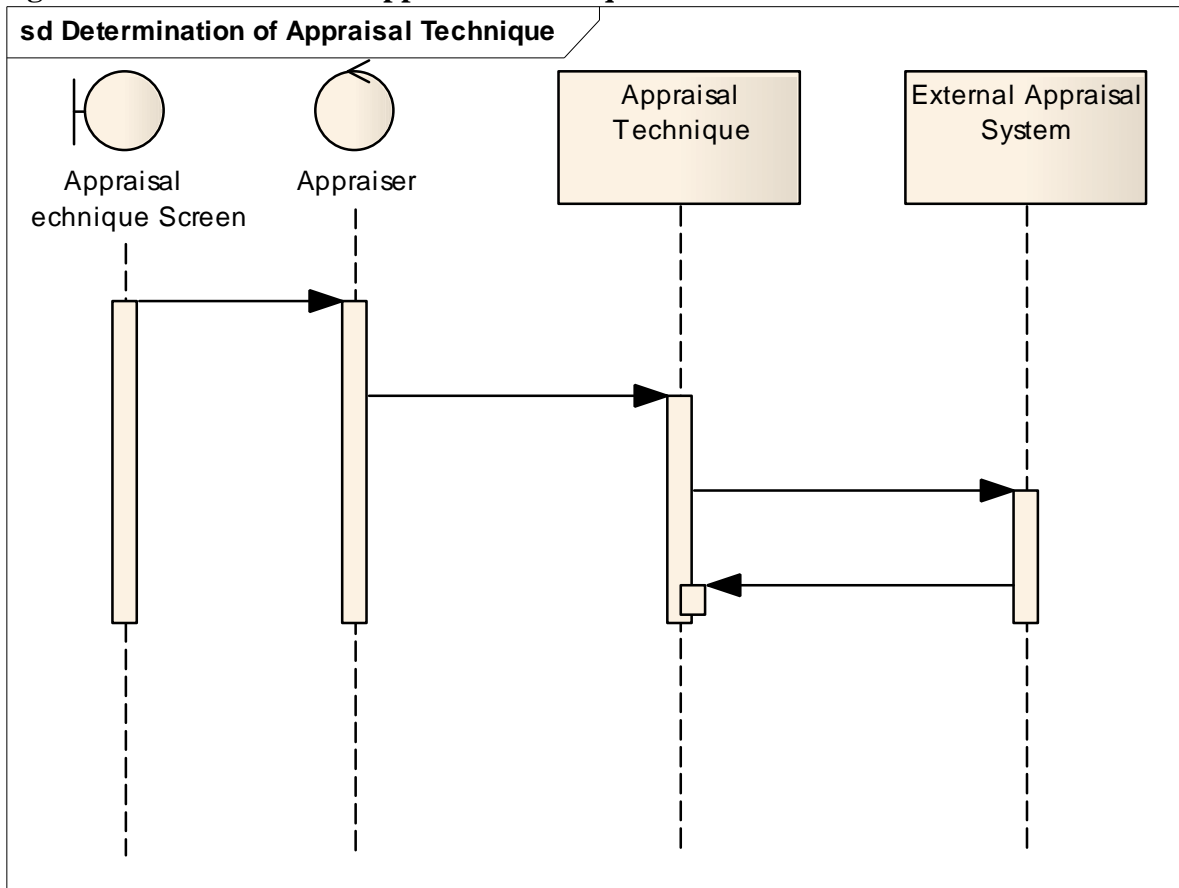 sd Determination of Appraisal Technique
Appraisal
echnique Screen
Appraiser
Appraisal
Technique
External Appraisal
System